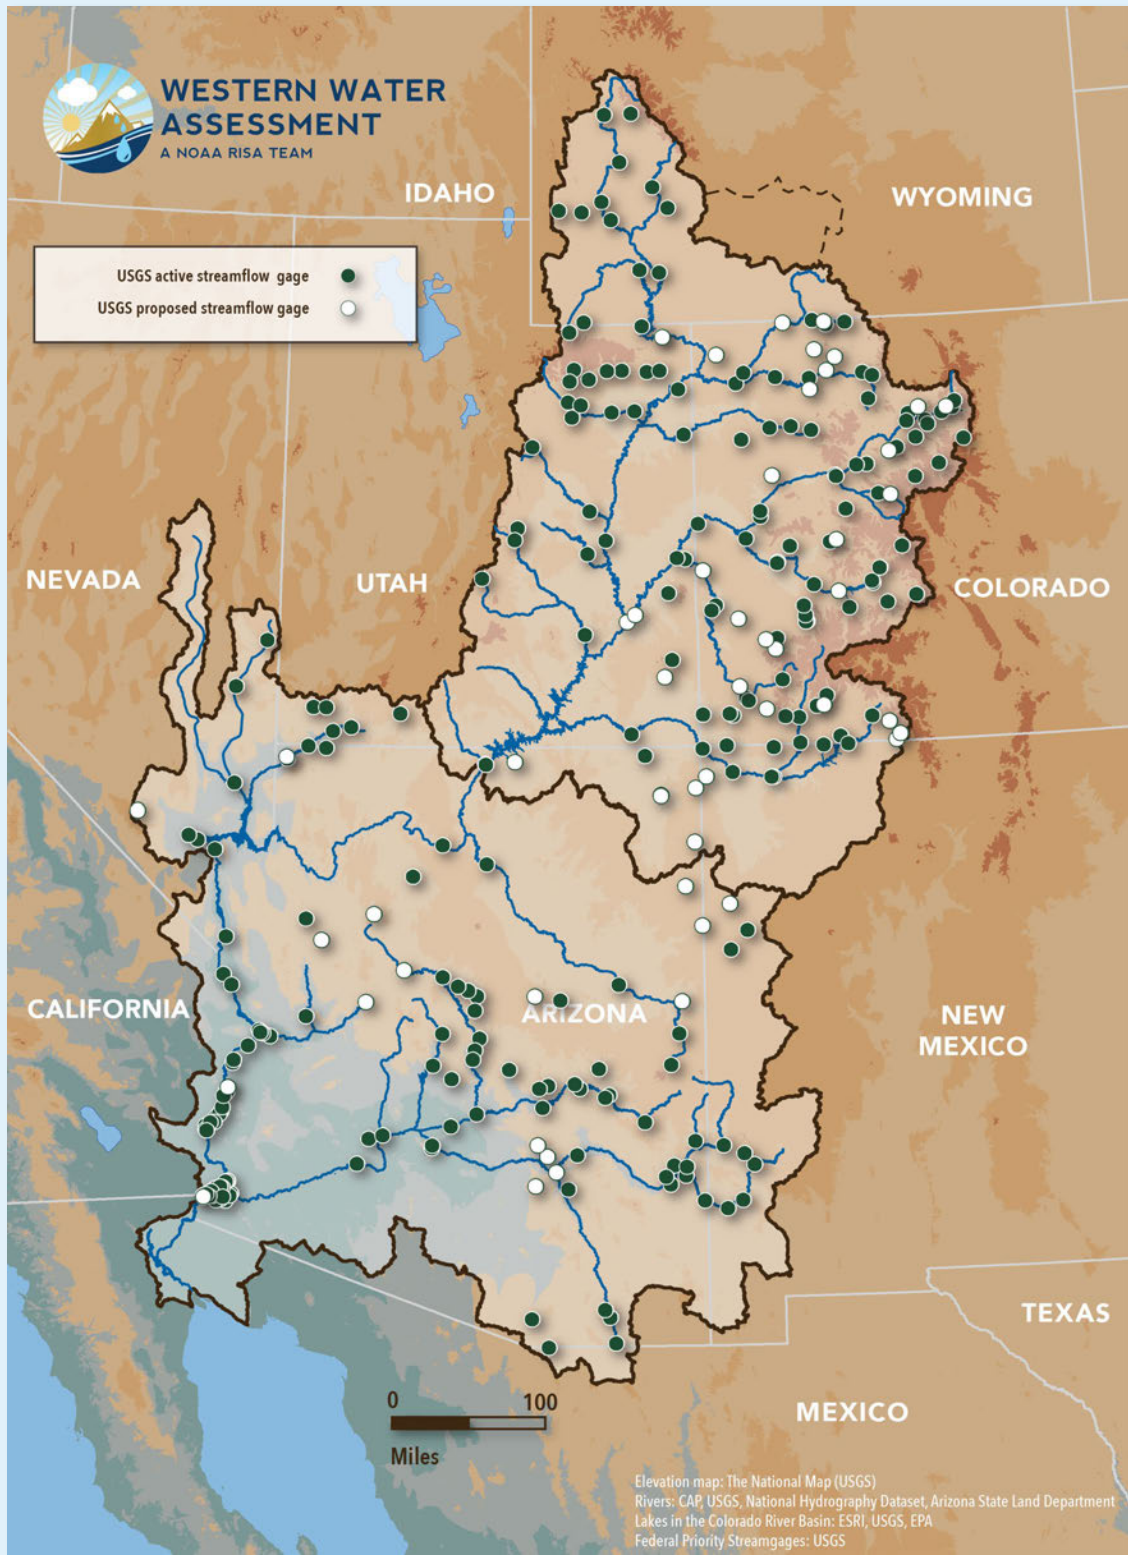 WESTERN WATER
ASSESSMENT
A NOAA RISA TEAM
IDAHO
WYOMING
USGS active streamflow gage
USGS proposed streamflow gage
NEVADA
UTAH
COLORADO
CALIFORNIA
ARIZONA
NEW
MEXICO
TEXAS
0 100
Miles
MEXICO
Elevation map: The National Map (USGS)
Rivers: CAP, USGS, National Hydrography Dataset, Arizona State Land Department
Lakes in the Colorado River Basin: ESRI, USGS, EPA
Federal Priority Streamgages: USGS